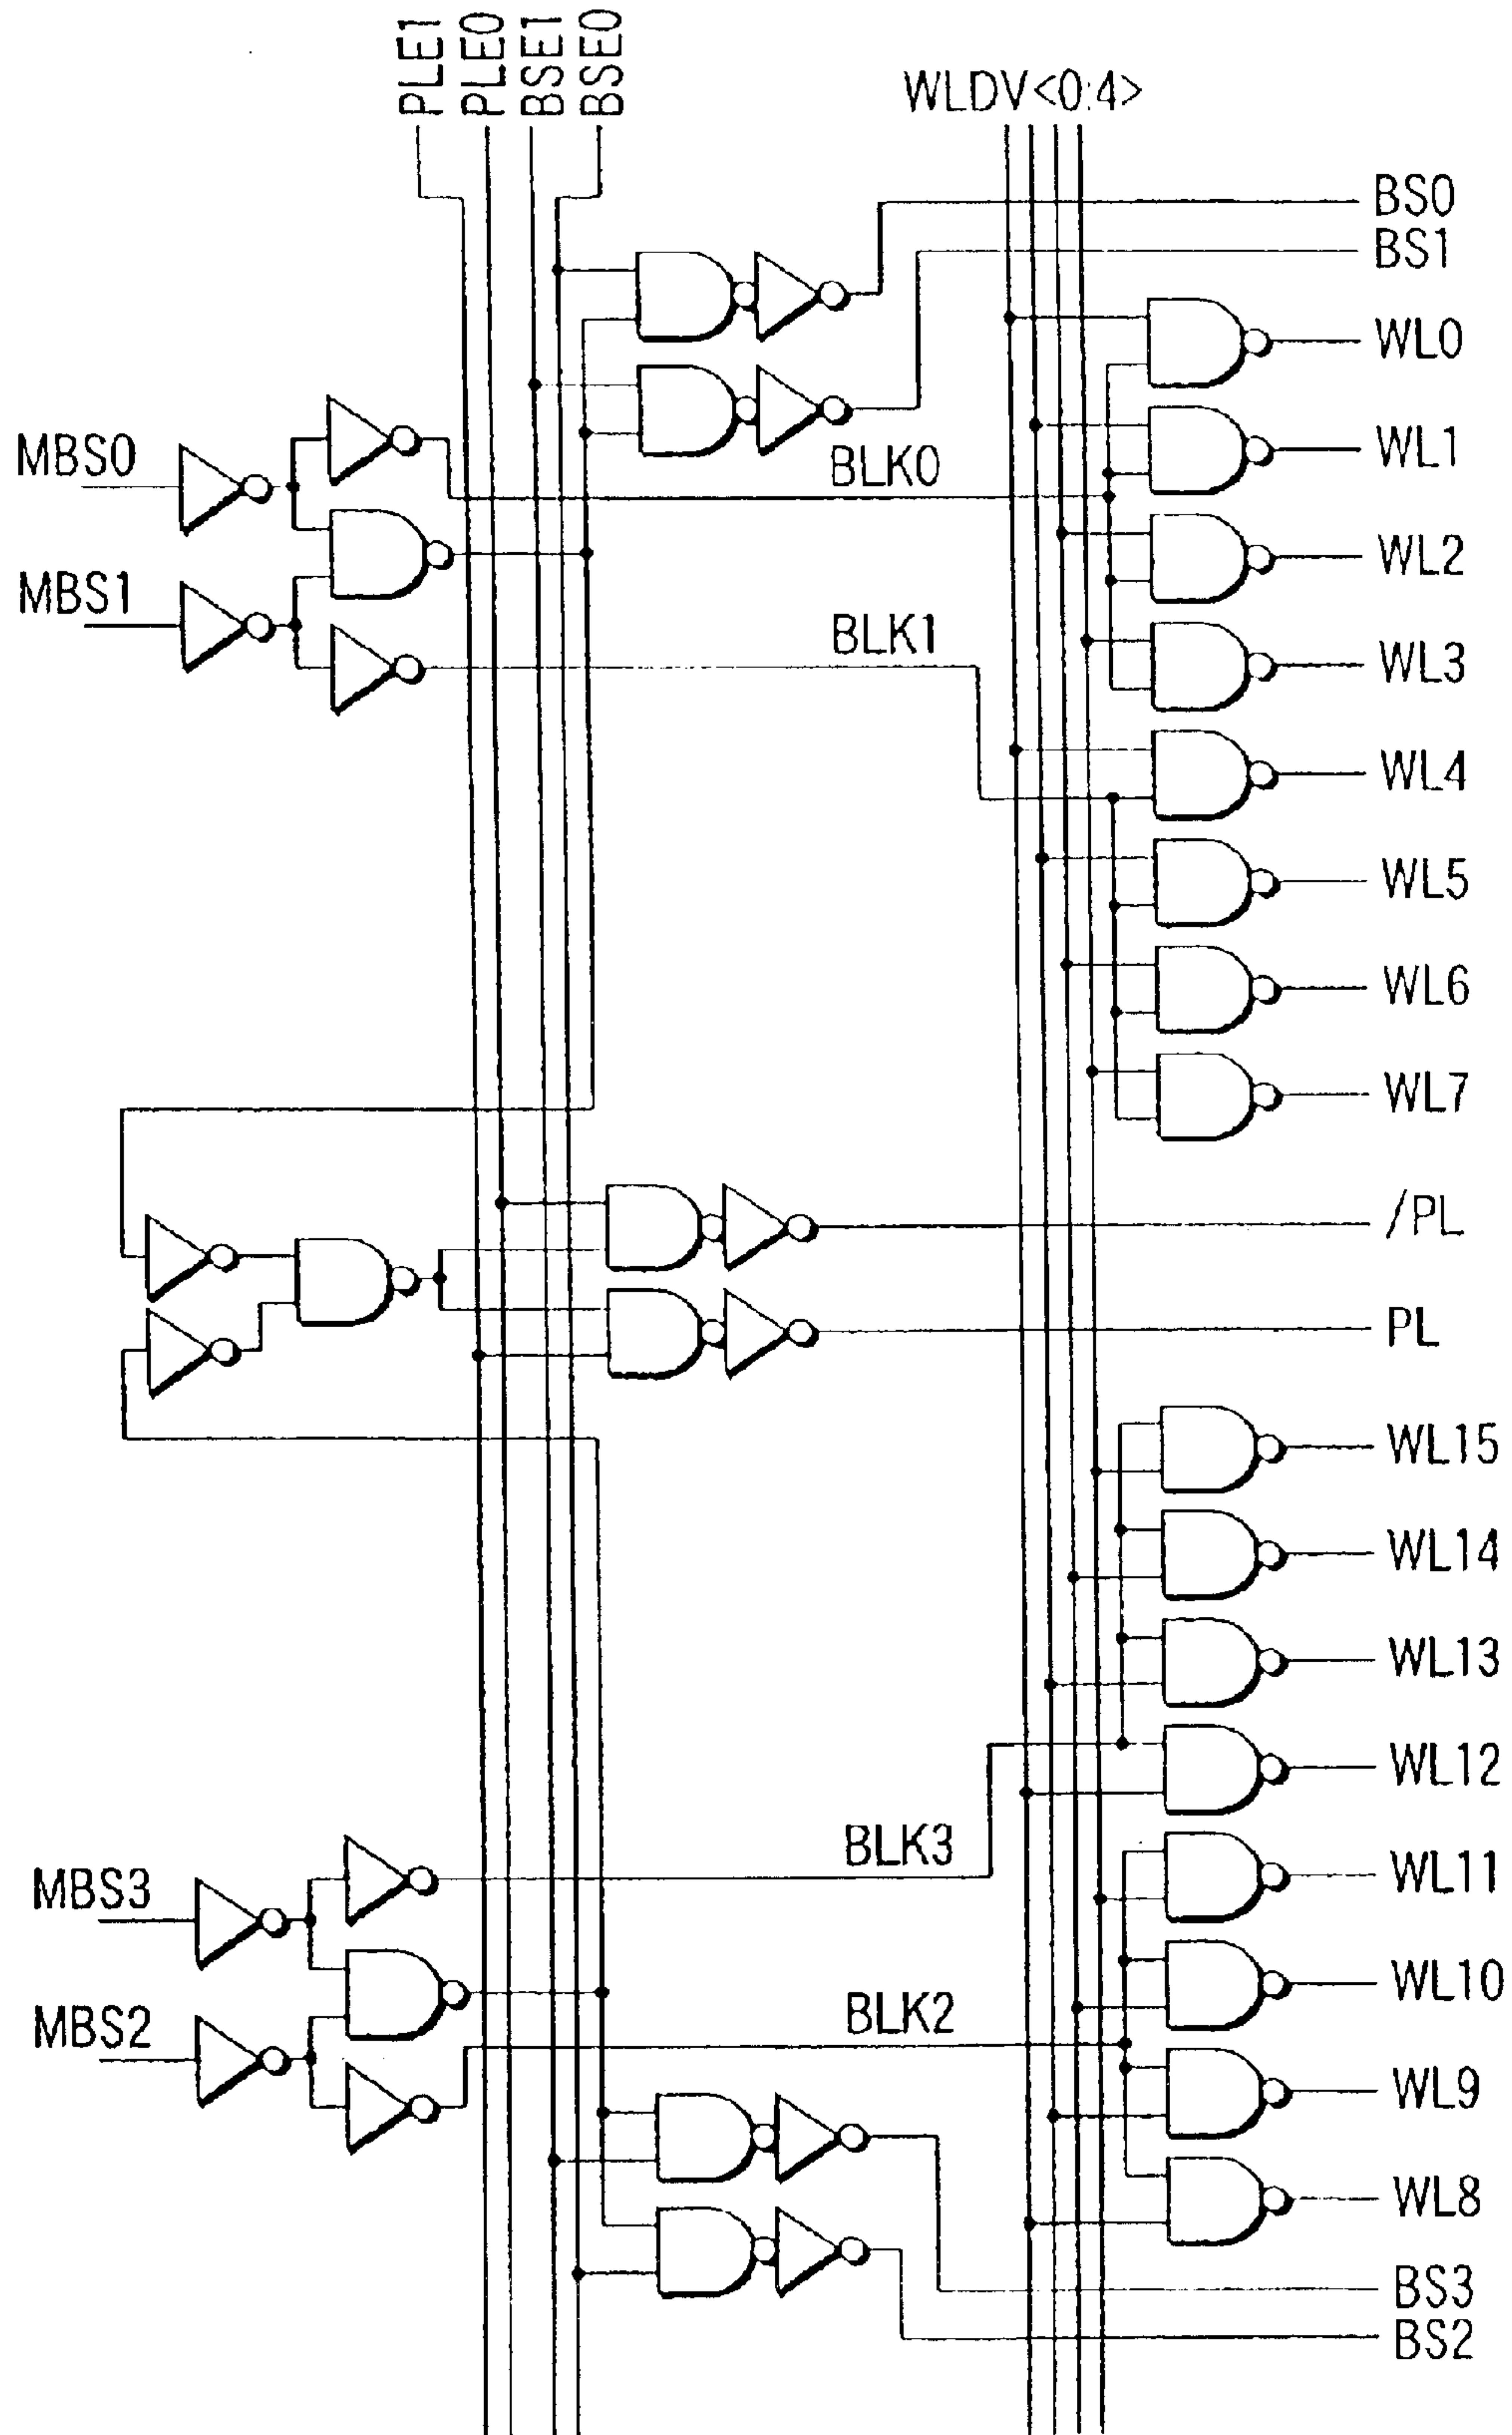 PLE1
PLE0
BSE1
BSE0
WLDV<0:4>
BS0
BS1
WL0
MBS0
BLK0
WL1
WL2
MBS1
BLK1
WL3
WL4
WL5
WL6
WL7
/PL
PL
WL15
WL14
WL13
WL12
BLK3
MBS3
WL11
WL10
MBS2
BLK2
WL9
WL8
BS3
BS2